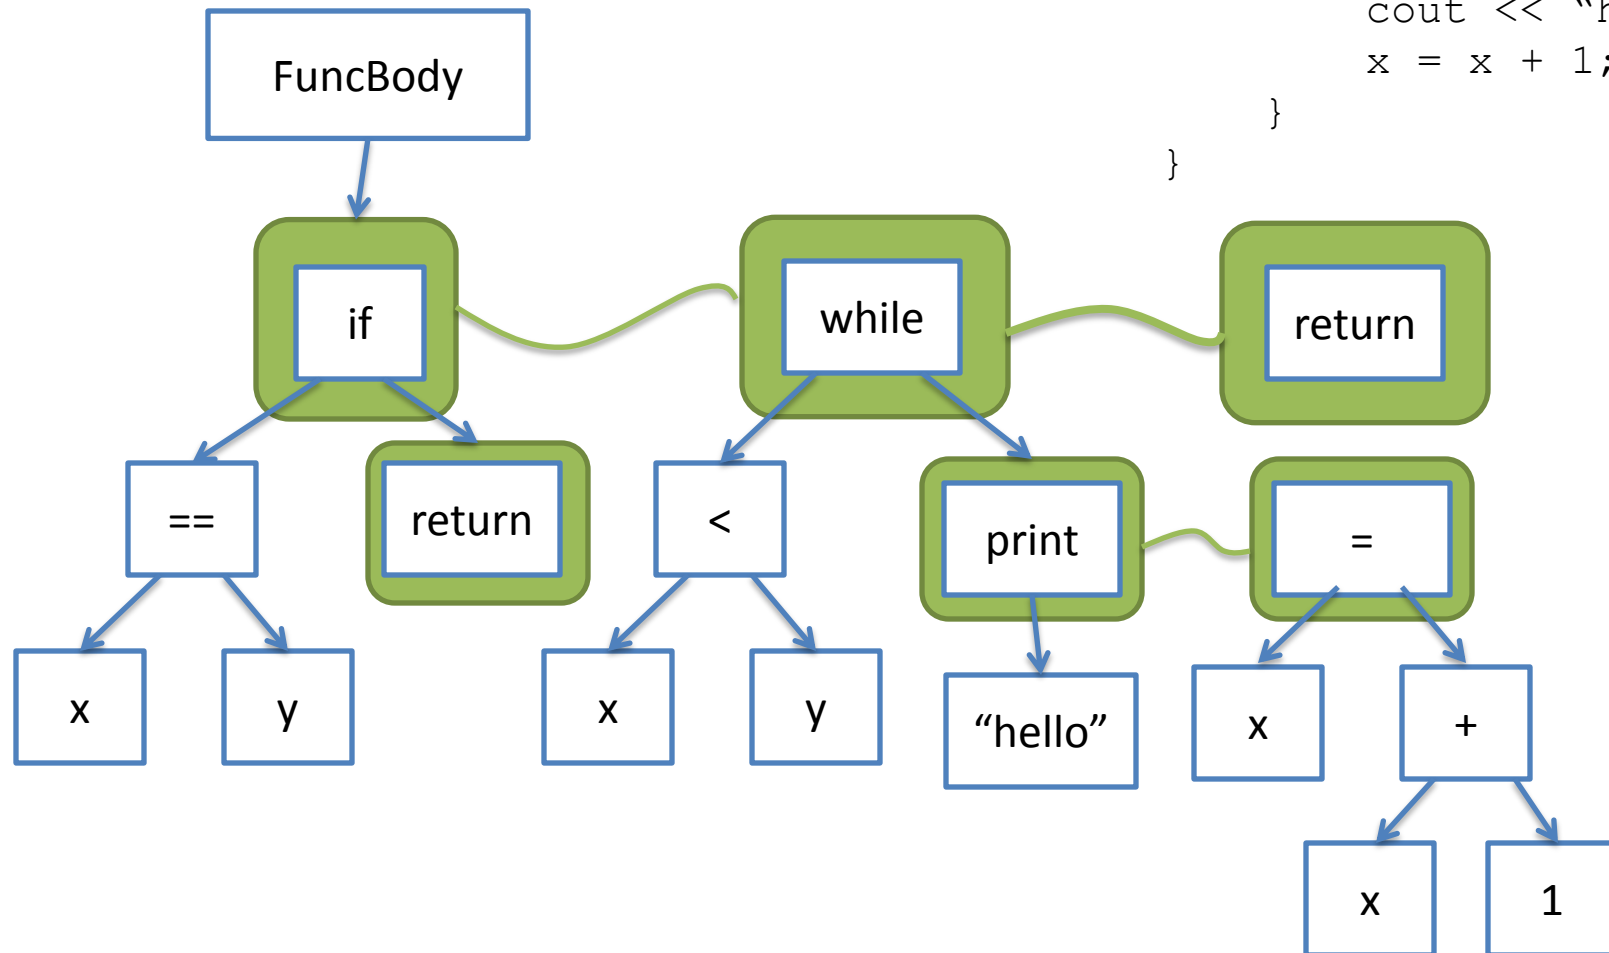 cout << “h
x = x + 1;
}
}
FuncBody
if
while
return
==
return
<
print
=
x
y
x
y
“hello”
x
+
x
1